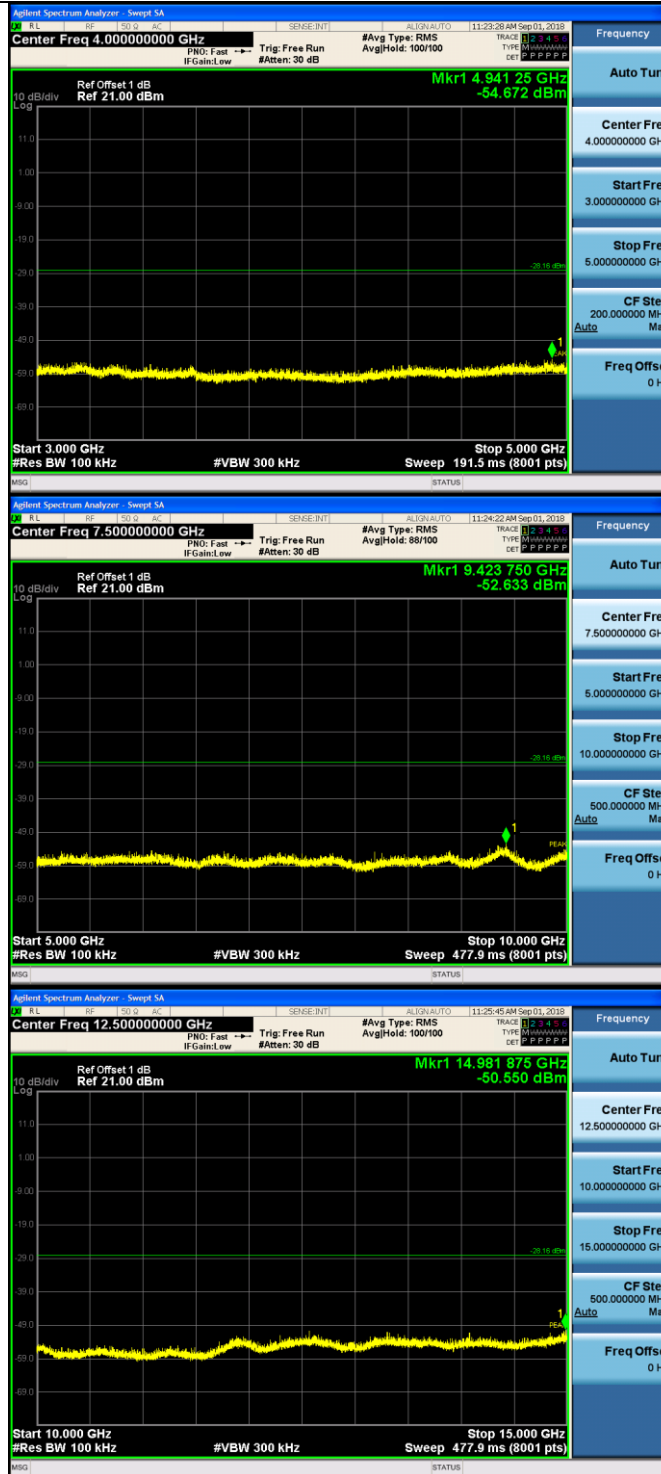 Agilent Spectrum Analyzer - Swept SA
RL RF 50 Ω AC SENSE:INT ALIGN AUTO 11:23:28 AM Sep 01, 2018
Center Freq 4.000000000 GHz
PNO: Fast
IFGain:Low
Trig: Free Run
#Atten: 30 dB
#Avg Type: RMS
Avg|Hold: 100/100
TRACE 1 2 3 4 5 6
TYPE M
DET P P P P P P
Mkr1 4.941 25 GHz
-54.672 dBm
Ref Offset 1 dB
10 dB/div Ref 21.00 dBm
Log
11.0
1.00
-9.00
-19.0
-28.16 dBm
-29.0
-39.0
-49.0
1
-59.0
-69.0
Start 3.000 GHz Stop 5.000 GHz
#Res BW 100 kHz #VBW 300 kHz Sweep 191.5 ms (8001 pts)
MSG STATUS
Frequency
Auto Tun
Center Fre
4.000000000 GH
Start Fre
3.000000000 GH
Stop Fre
5.000000000 GH
CF Ste
200.000000 MH
Auto Ma
Freq Offse
0 H
Agilent Spectrum Analyzer - Swept SA
RL RF 50 Ω AC SENSE:INT ALIGN AUTO 11:24:22 AM Sep 01, 2018
Center Freq 7.500000000 GHz
PNO: Fast
IFGain:Low
Trig: Free Run
#Atten: 30 dB
#Avg Type: RMS
Avg|Hold: 88/100
TRACE 1 2 3 4 5 6
TYPE M
DET P P P P P P
Mkr1 9.423 750 GHz
-52.633 dBm
Ref Offset 1 dB
10 dB/div Ref 21.00 dBm
Log
11.0
1.00
-9.00
-19.0
-28.16 dBm
-29.0
-39.0
-49.0
1
PEAK
-59.0
-69.0
Start 5.000 GHz Stop 10.000 GHz
#Res BW 100 kHz #VBW 300 kHz Sweep 477.9 ms (8001 pts)
MSG STATUS
Frequency
Auto Tun
Center Fre
7.500000000 GH
Start Fre
5.000000000 GH
Stop Fre
10.000000000 GH
CF Ste
500.000000 MH
Auto Ma
Freq Offse
0 H
Agilent Spectrum Analyzer - Swept SA
RL RF 50 Ω AC SENSE:INT ALIGN AUTO 11:25:45 AM Sep 01, 2018
Center Freq 12.500000000 GHz
PNO: Fast
IFGain:Low
Trig: Free Run
#Atten: 30 dB
#Avg Type: RMS
Avg|Hold: 100/100
TRACE 1 2 3 4 5 6
TYPE M
DET P P P P P P
Mkr1 14.981 875 GHz
-50.550 dBm
Ref Offset 1 dB
10 dB/div Ref 21.00 dBm
Log
11.0
1.00
-9.00
-19.0
-28.16 dBm
-29.0
-39.0
-49.0
1
-59.0
-69.0
Start 10.000 GHz Stop 15.000 GHz
#Res BW 100 kHz #VBW 300 kHz Sweep 477.9 ms (8001 pts)
MSG STATUS
Frequency
Auto Tun
Center Fre
12.500000000 GH
Start Fre
10.000000000 GH
Stop Fre
15.000000000 GH
CF Ste
500.000000 MH
Auto Ma
Freq Offse
0 H